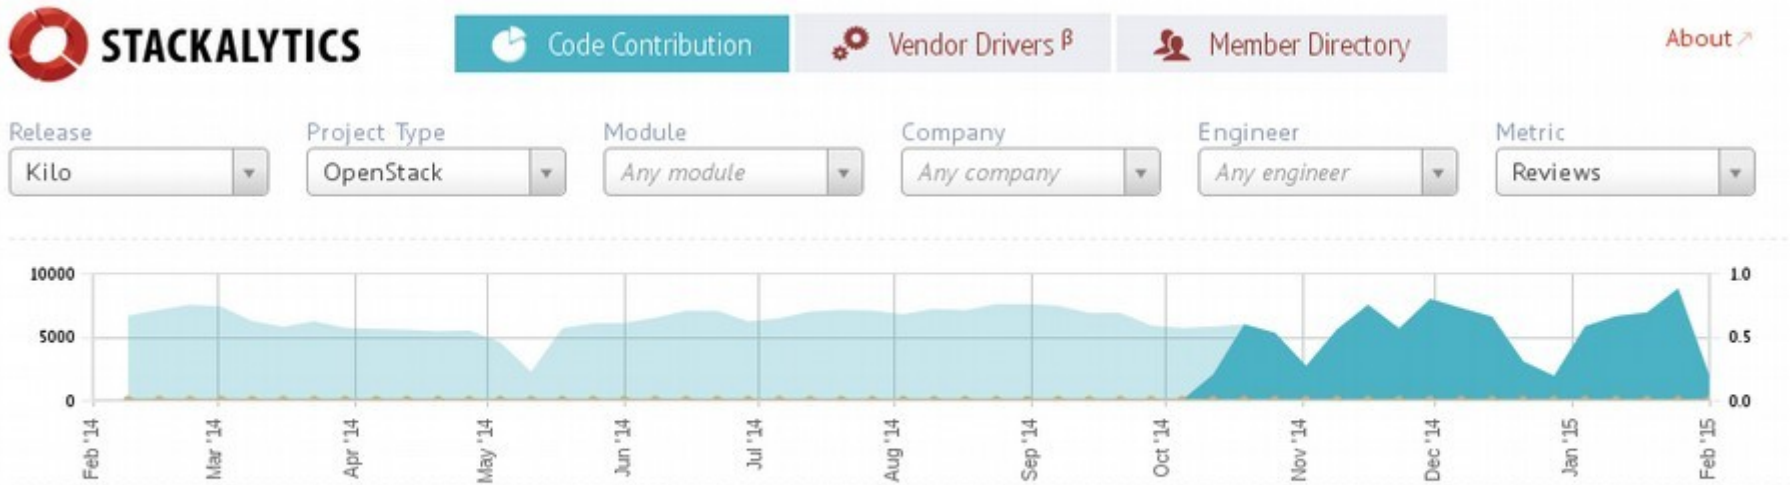 STACKALYTICS Code Contribution Vendor Drivers β Member Directory About
Release Project Type Module Company Engineer Metric
Kilo OpenStack Any module Any company Any engineer Reviews
10000 1.0
5000 0.5
0 0.0
Feb '14 Mar '14 Apr '14 May '14 Jun '14 Jul '14 Aug '14 Sep '14 Oct '14 Nov '14 Dec '14 Jan '15 Feb '15